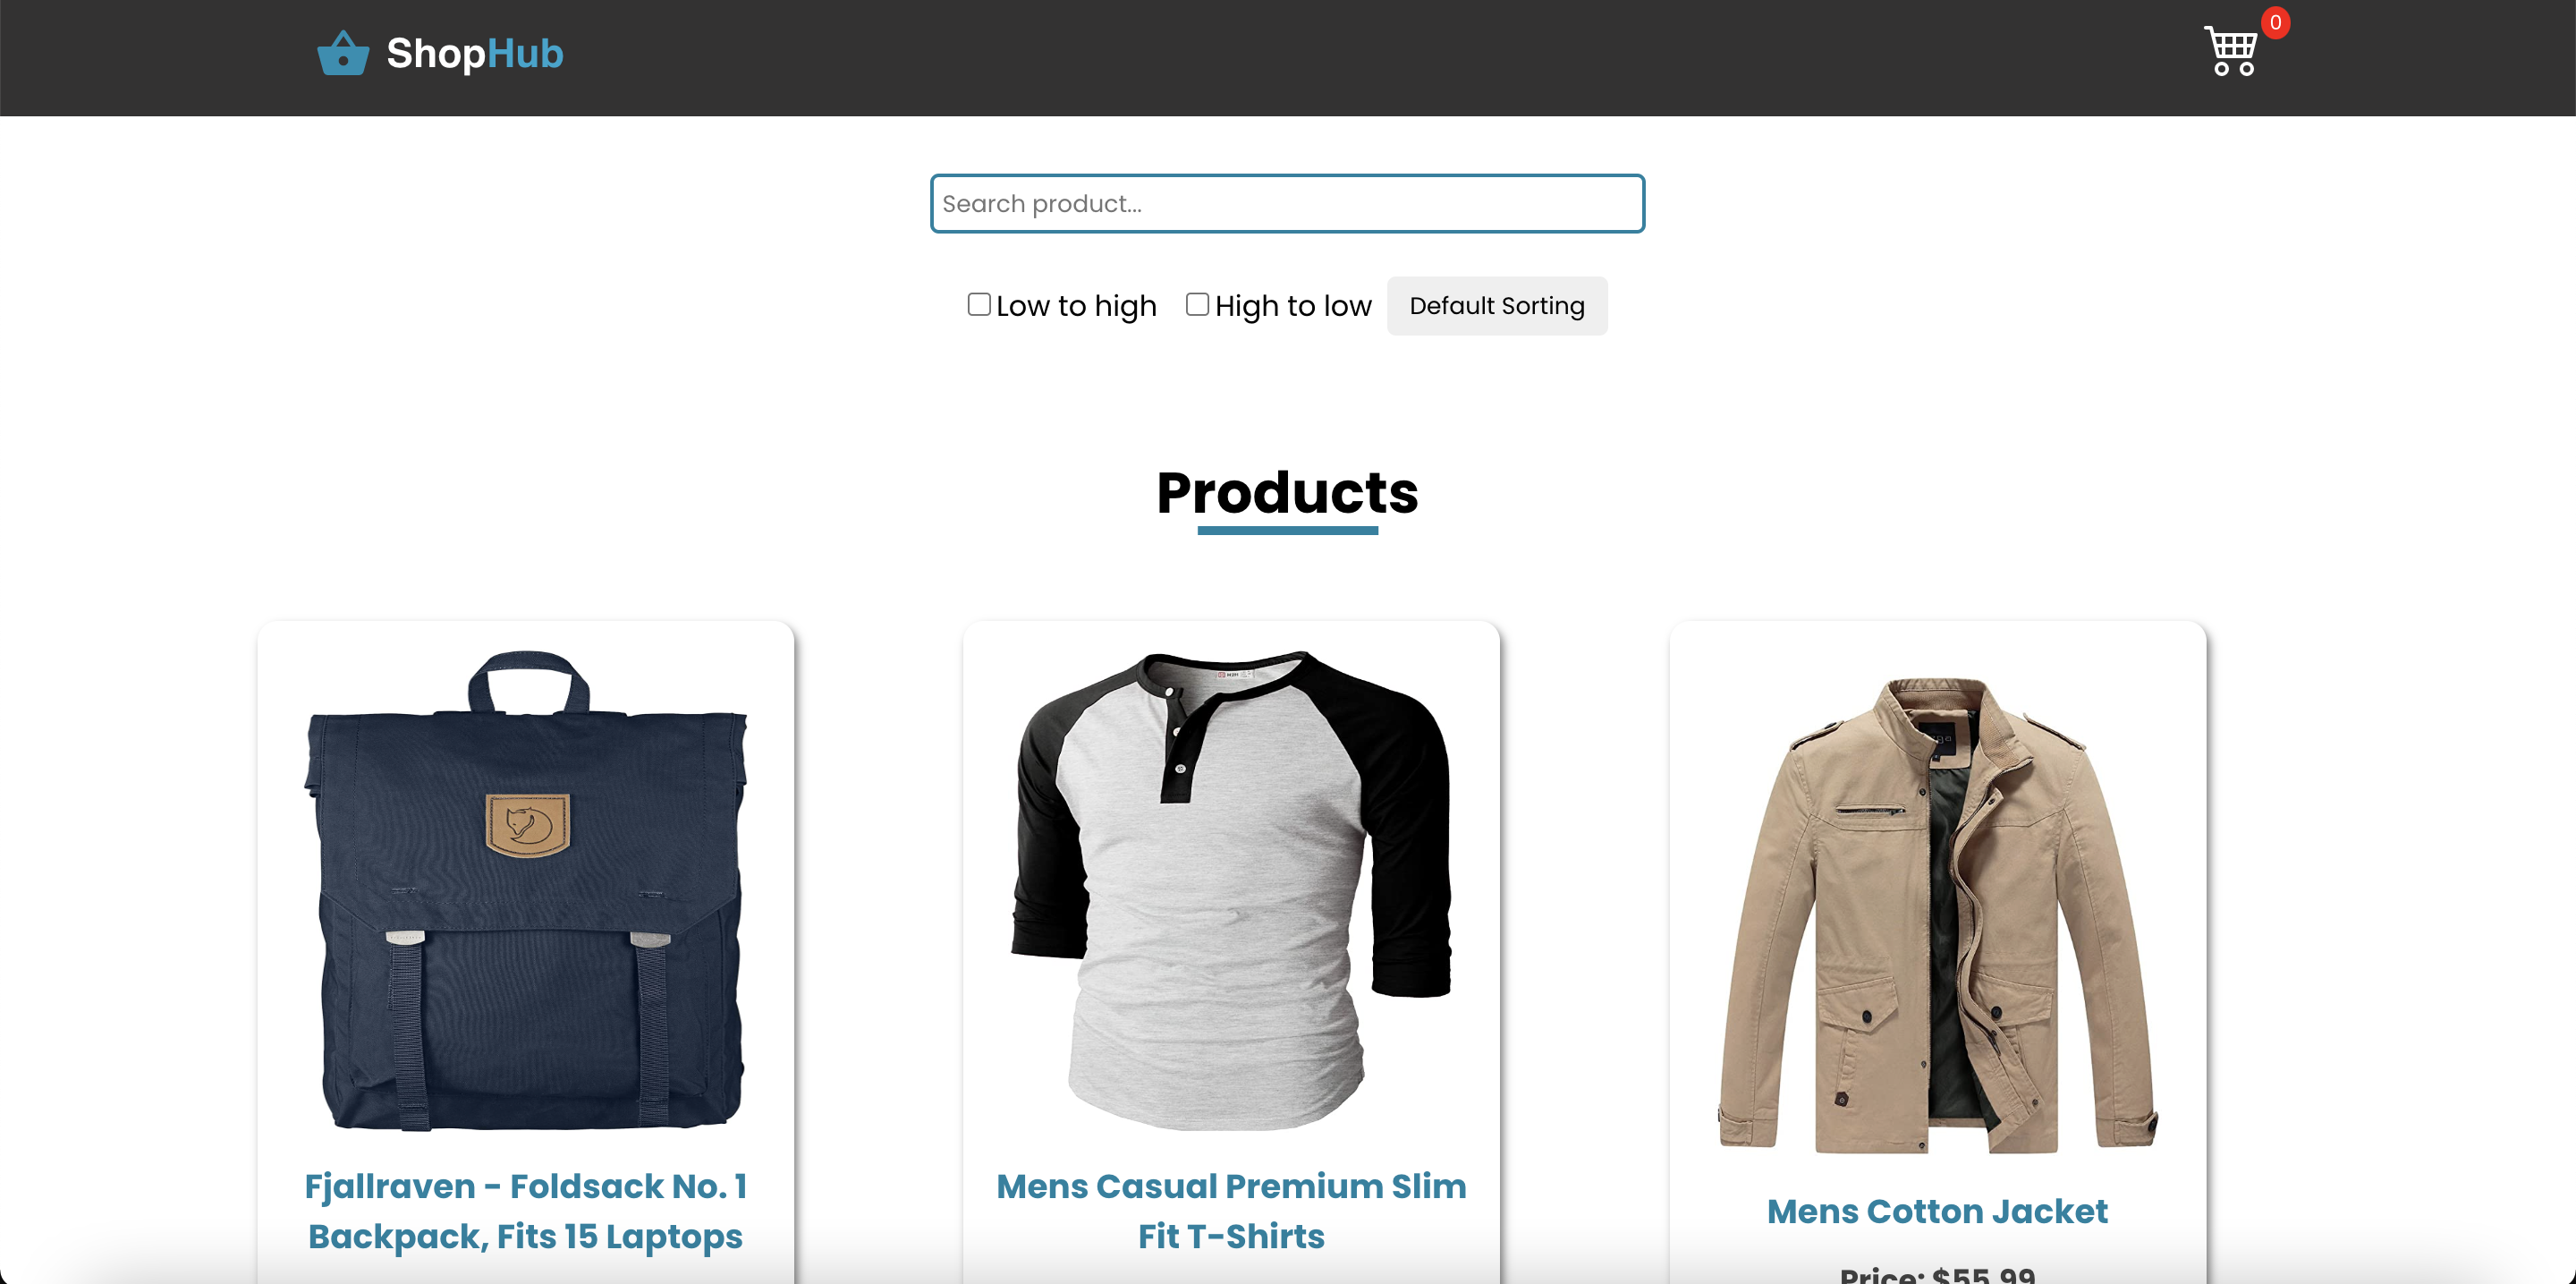 ShopHub
0
Search product...
Low to high High to low Default Sorting
Products
Fjallraven - Foldsack No. 1
Backpack, Fits 15 Laptops
Mens Casual Premium Slim
Fit T-Shirts
Mens Cotton Jacket
Price: $55.99